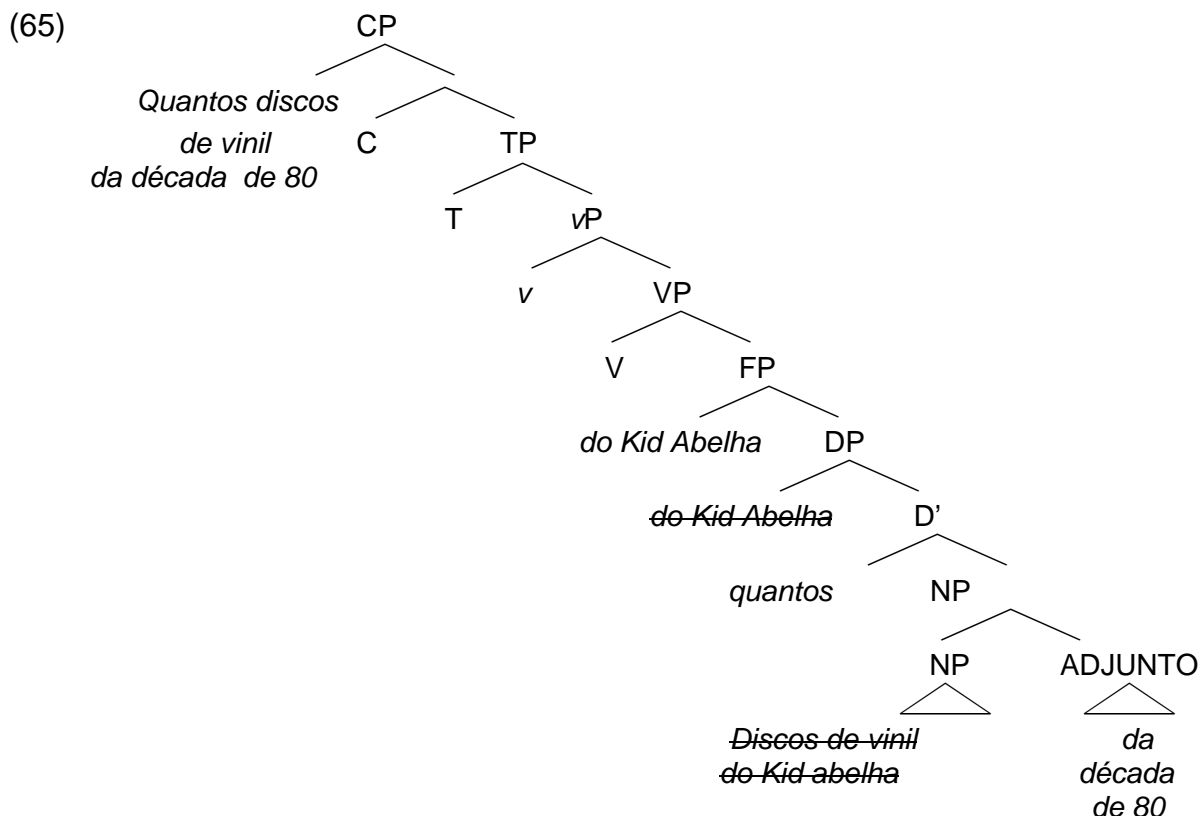 (65)
CP
Quantos discos
de vinil
da década de 80
C
TP
T
vP
v
VP
V
FP
do Kid Abelha
DP
do Kid Abelha
D’
quantos
NP
NP
ADJUNTO
Discos de vinil
do Kid abelha
da
década
de 80